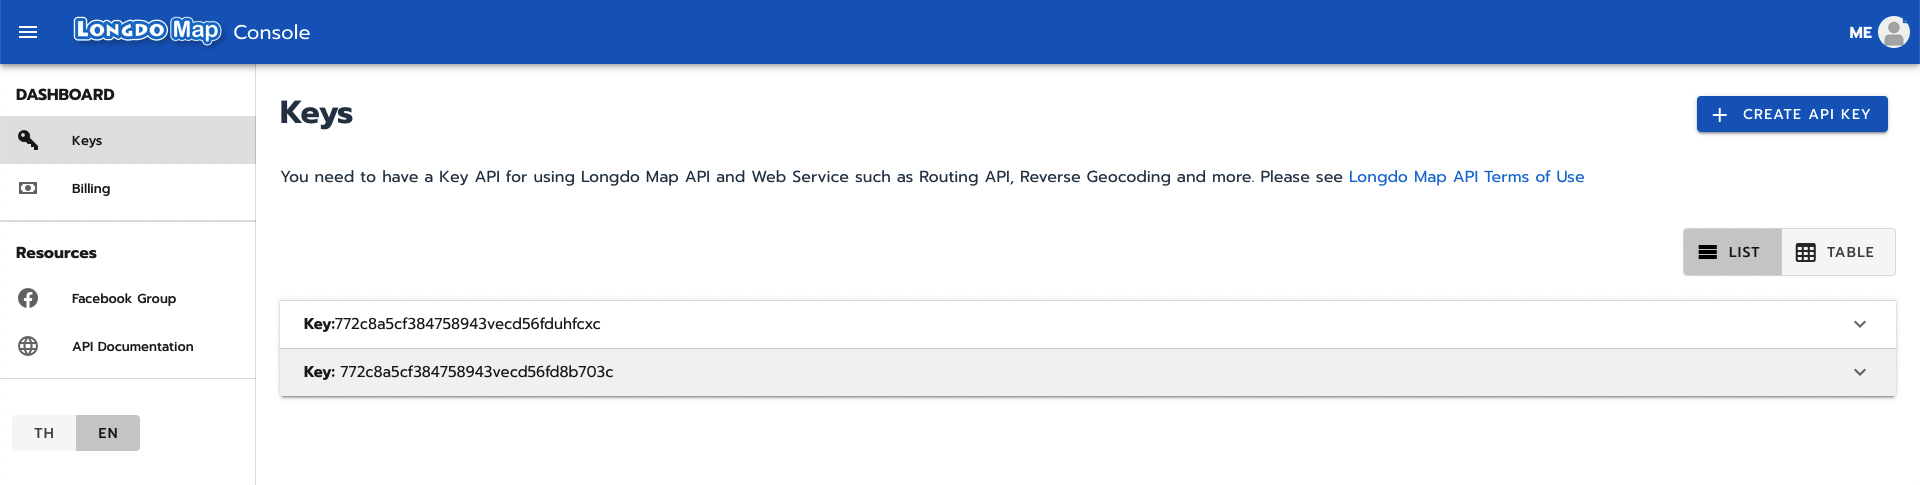 LONGDO Map Console
ME
DASHBOARD
Keys
Billing
Resources
Facebook Group
API Documentation
TH EN
Keys
CREATE API KEY
You need to have a Key API for using Longdo Map API and Web Service such as Routing API, Reverse Geocoding and more. Please see Longdo Map API Terms of Use
LIST TABLE
Key:772c8a5cf384758943vecd56fduhfcxc
Key: 772c8a5cf384758943vecd56fd8b703c